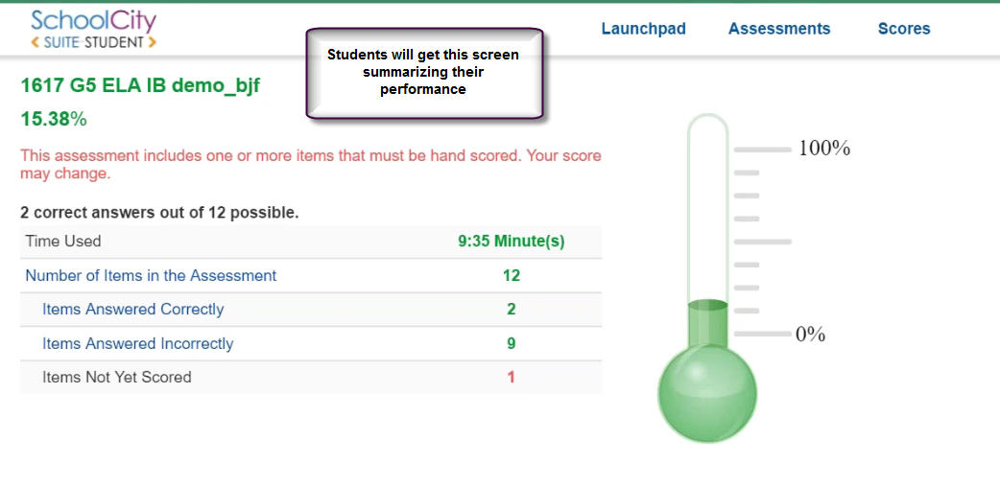 SchoolCity
SUITE-STUDENT
Launchpad Assessments Scores
Students will get this screen
summarizing their
performance
1617 G5 ELA IB demo_bjf
15.38%
This assessment includes one or more items that must be hand scored. Your score
may change.
2 correct answers out of 12 possible.
Time Used 9:35 Minute(s)
Number of Items in the Assessment 12
Items Answered Correctly 2
Items Answered Incorrectly 9
Items Not Yet Scored 1
100%
0%